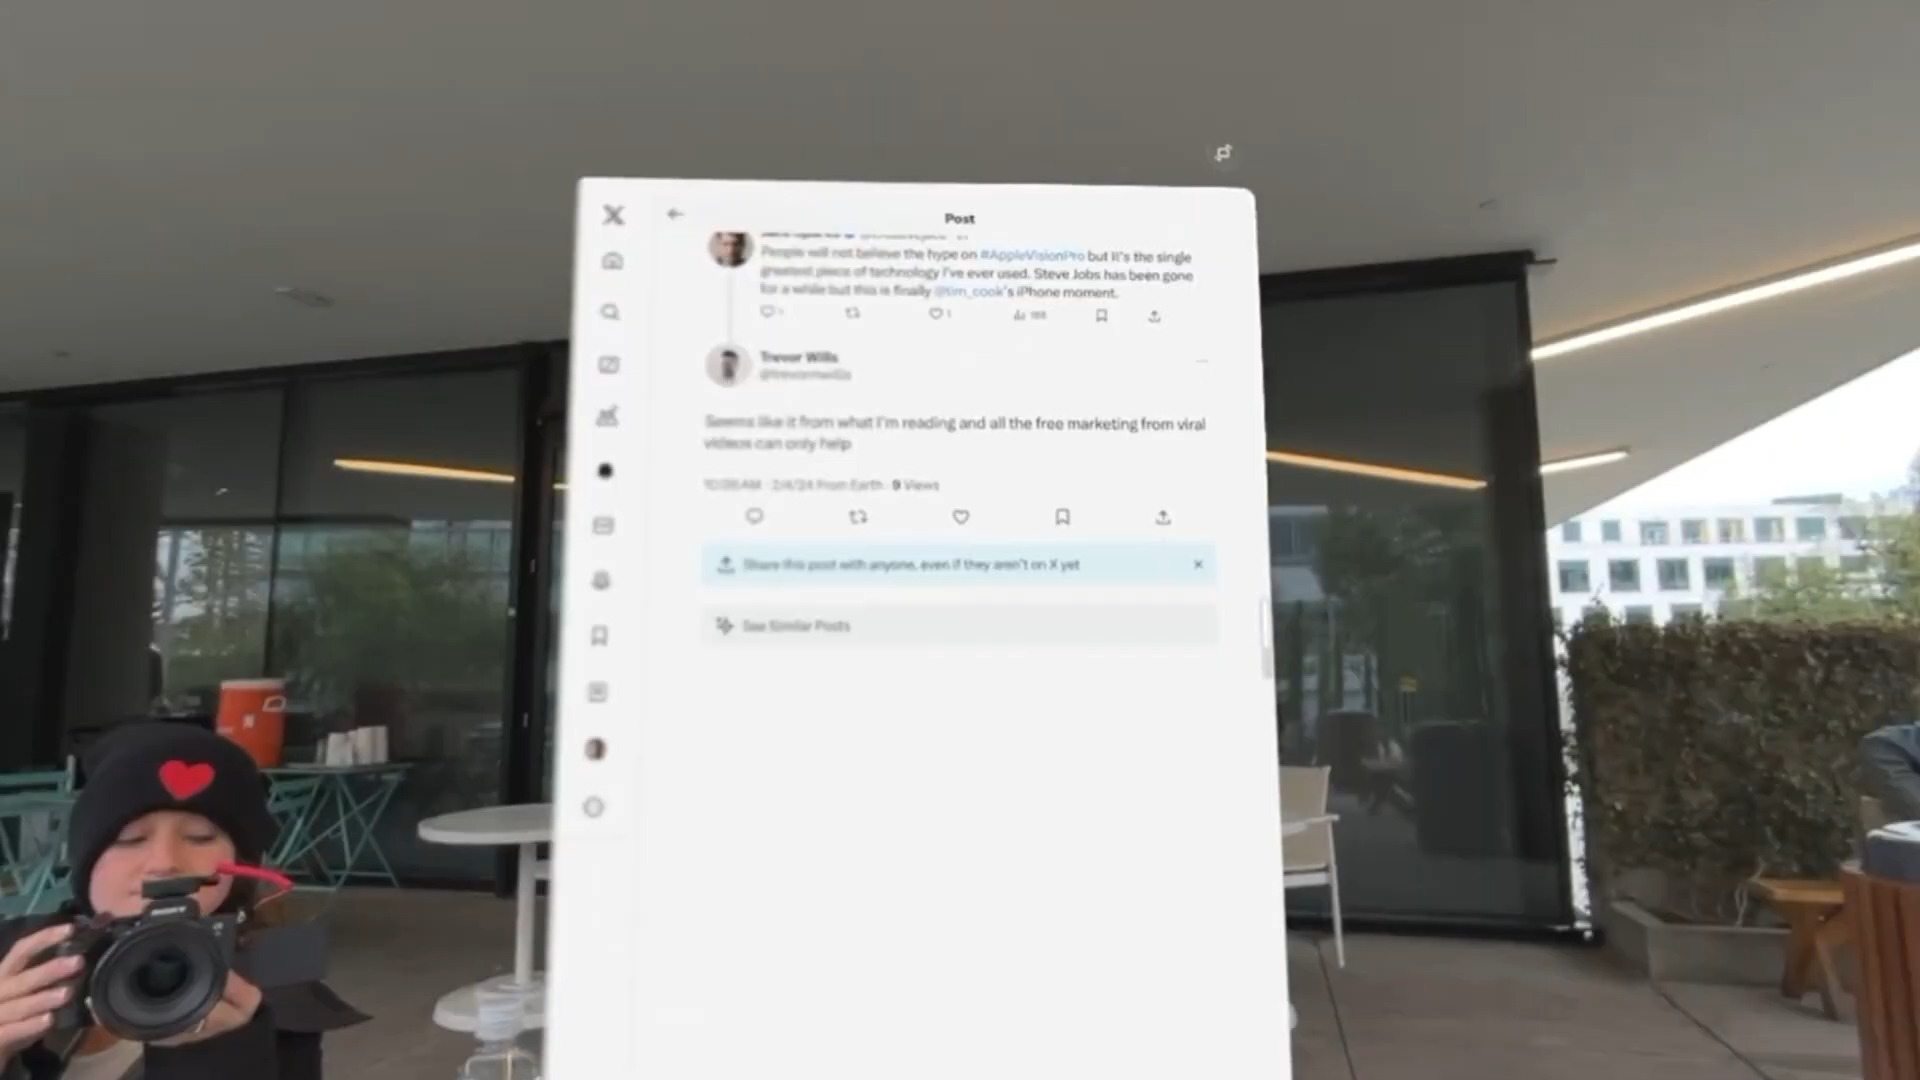 X
Post
People will not believe the hype on #AppleVisionPro but it's the single
greatest piece of technology I've ever used. Steve Jobs has been gone
for a while but this is finally @tim_cook's iPhone moment.
Trevor Wills
Seems like it from what I'm reading and all the free marketing from viral
videos can only help
2/4/24 From Earth · 9 Views
Share this post with anyone, even if they aren't on X yet
See Similar Posts
SONY